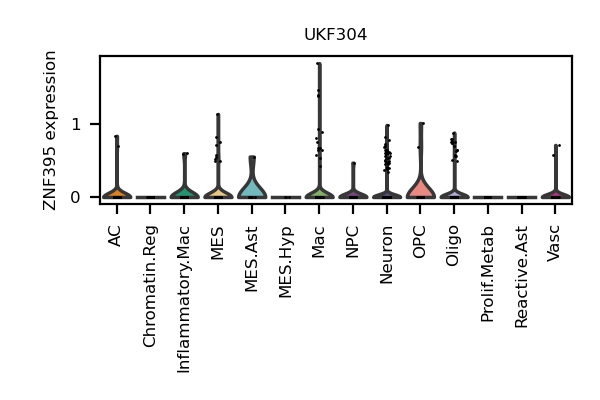 UKF304
ZNF395 expression
1
0
AC
Chromatin.Reg
Inflammatory.Mac
MES
MES.Ast
MES.Hyp
Mac
NPC
Neuron
OPC
Oligo
Prolif.Metab
Reactive.Ast
Vasc